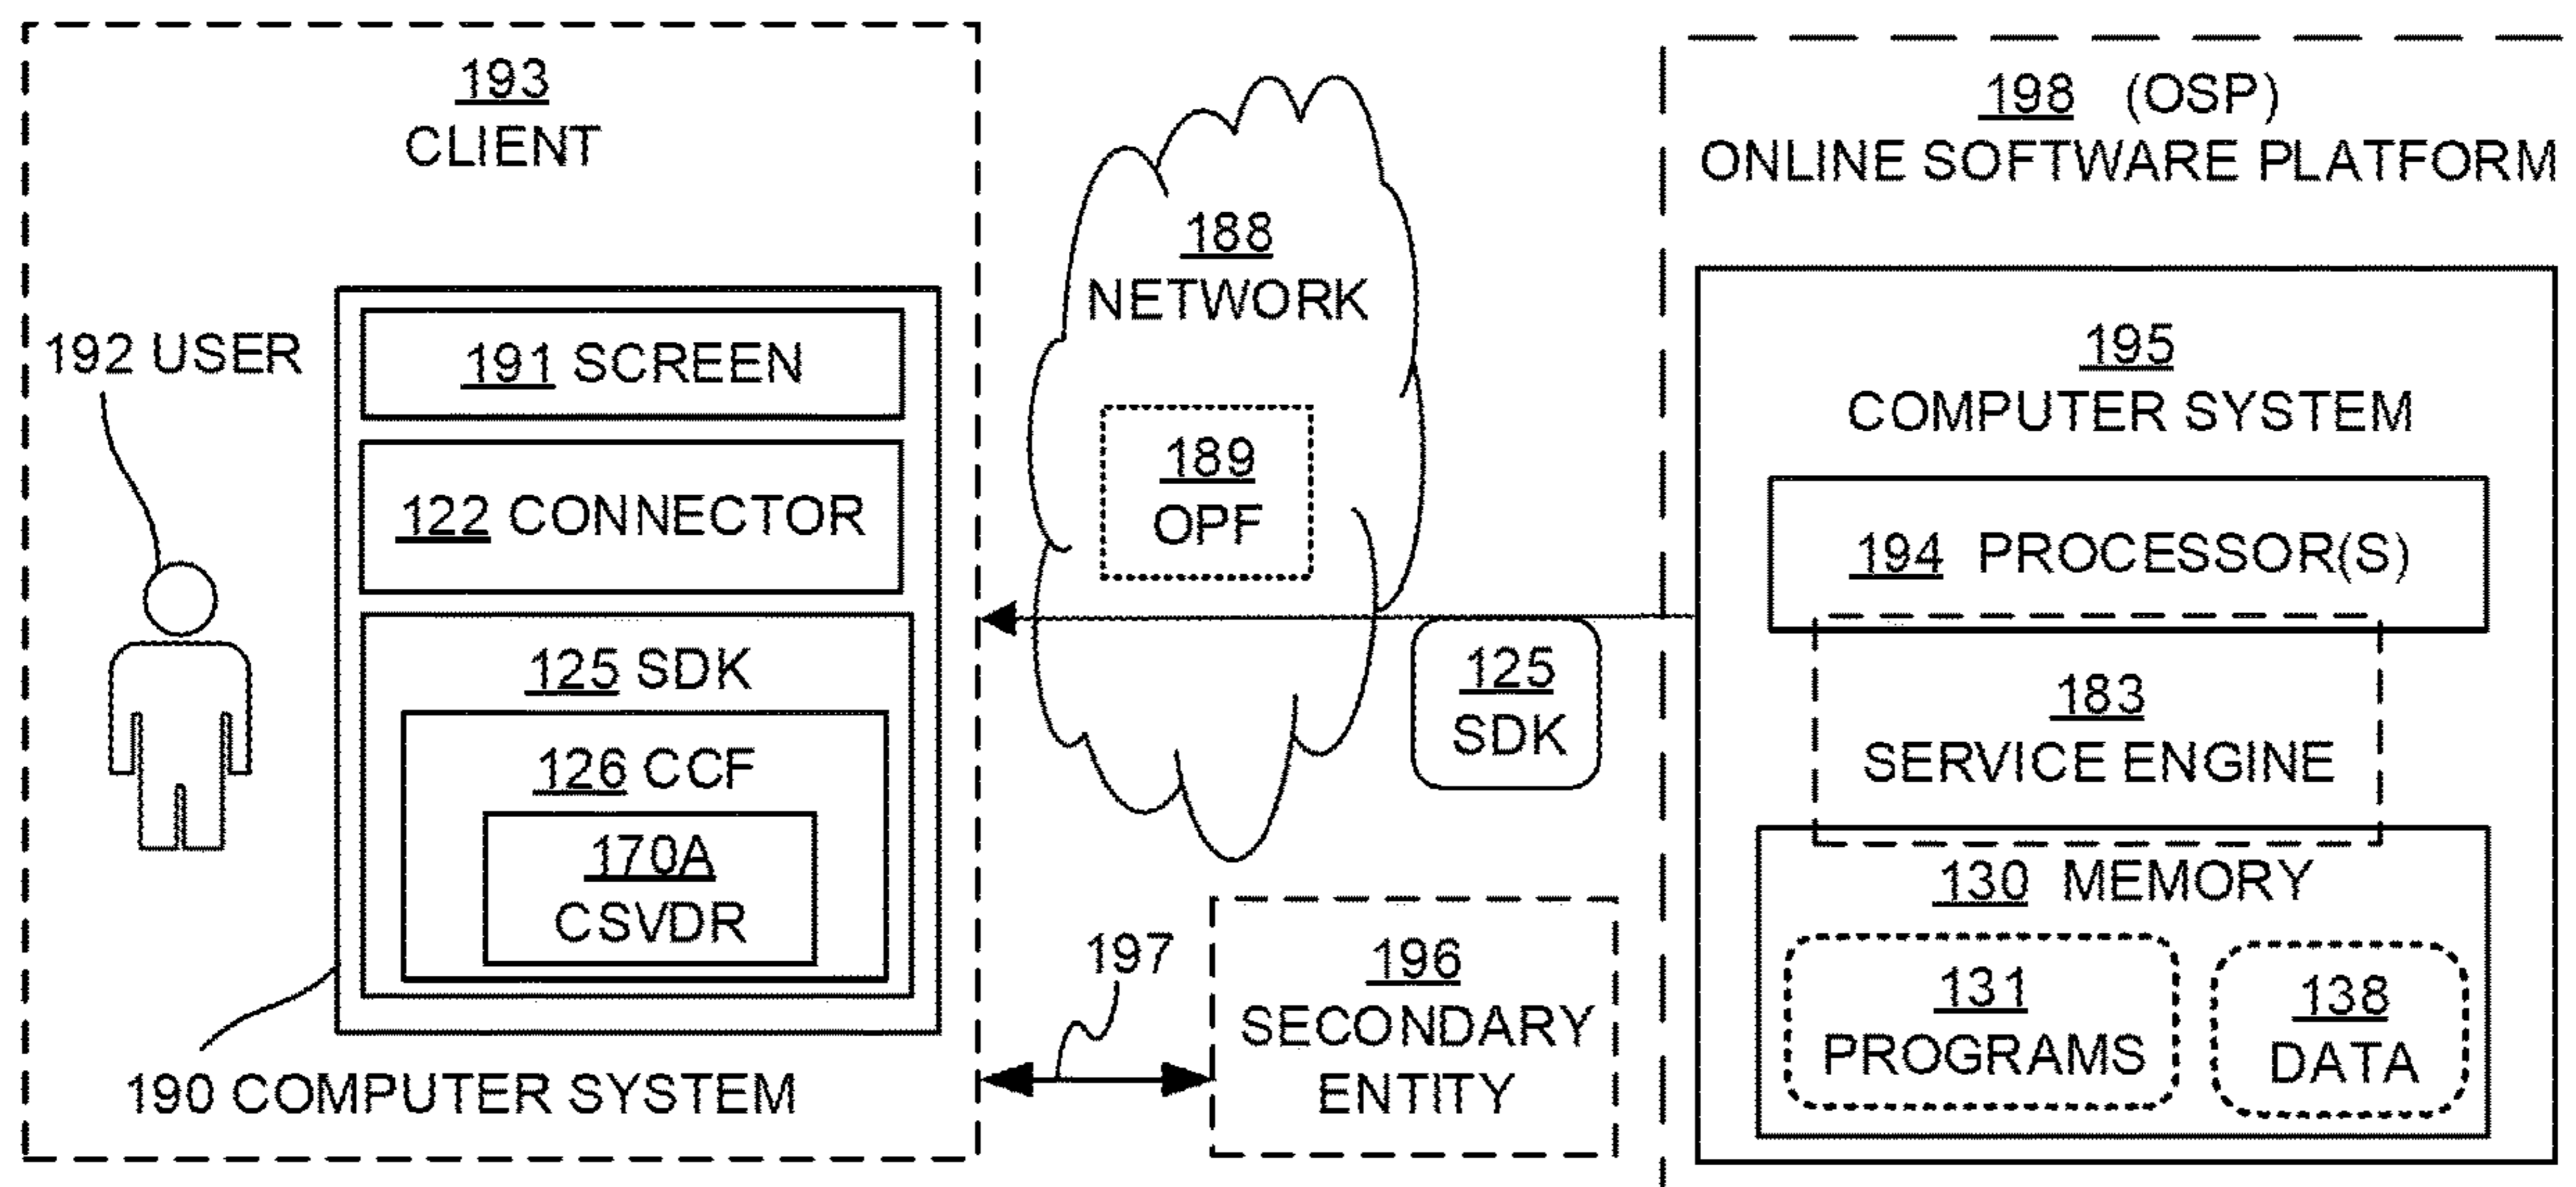 193
CLIENT
192 USER
191 SCREEN
122 CONNECTOR
125 SDK
126 CCF
170A
CSVDR
190 COMPUTER SYSTEM
188
NETWORK
189
OPF
125
SDK
197
196
SECONDARY
ENTITY
198 (OSP)
ONLINE SOFTWARE PLATFORM
195
COMPUTER SYSTEM
194 PROCESSOR(S)
183
SERVICE ENGINE
130 MEMORY
131
PROGRAMS
138
DATA